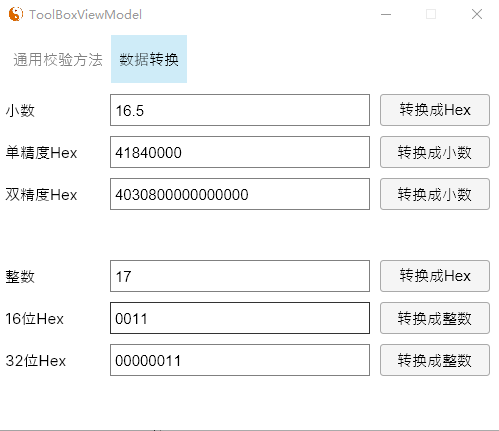 ToolBoxViewModel
通用校验方法 数据转换
小数 16.5 转换成Hex
单精度Hex 41840000 转换成小数
双精度Hex 4030800000000000 转换成小数
整数 17 转换成Hex
16位Hex 0011 转换成整数
32位Hex 00000011 转换成整数